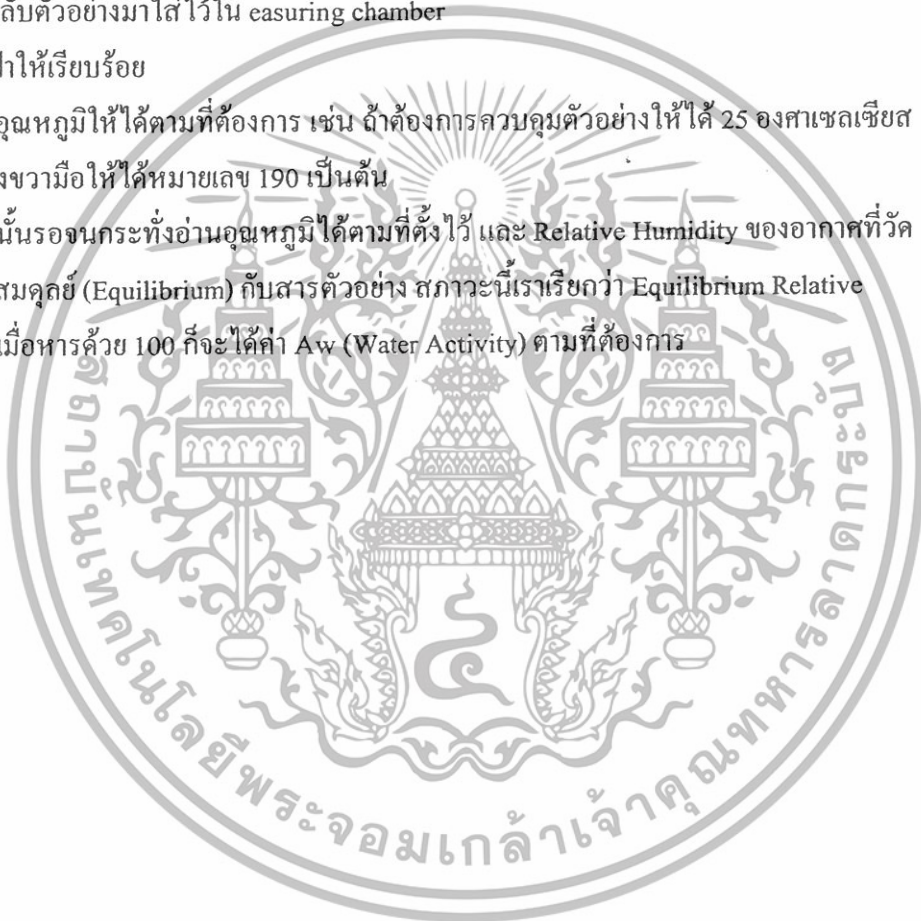 ลับตัวอย่างมาใส่ไว้ใน easuring chamber
ให้เรียบร้อย
อุณหภูมิให้ได้ตามที่ต้องการ เช่น ถ้าต้องการควบคุมตัวอย่างให้ได้ 25 องศาเซลเซียส
งขวามือให้ได้หมายเลข 190 เป็นต้น
นั้นรอจนกระทั่งอ่านอุณหภูมิได้ตามที่ตั้งไว้ และ Relative Humidity ของอากาศที่วัด
สมดุลย์ (Equilibrium) กับสารตัวอย่าง สภาวะนี้เราเรียกว่า Equilibrium Relative
เมื่อหารด้วย 100 ก็จะได้ค่า Aw (Water Activity) ตามที่ต้องการ
สถาบันเทคโนโลยีพระจอมเกล้าเจ้าคุณทหารลาดกระบัง